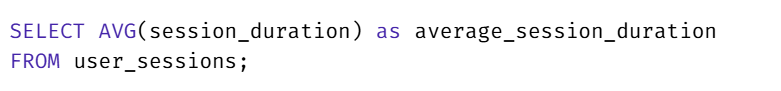 SELECT AVG(session_duration) as average_session_duration
FROM user_sessions;